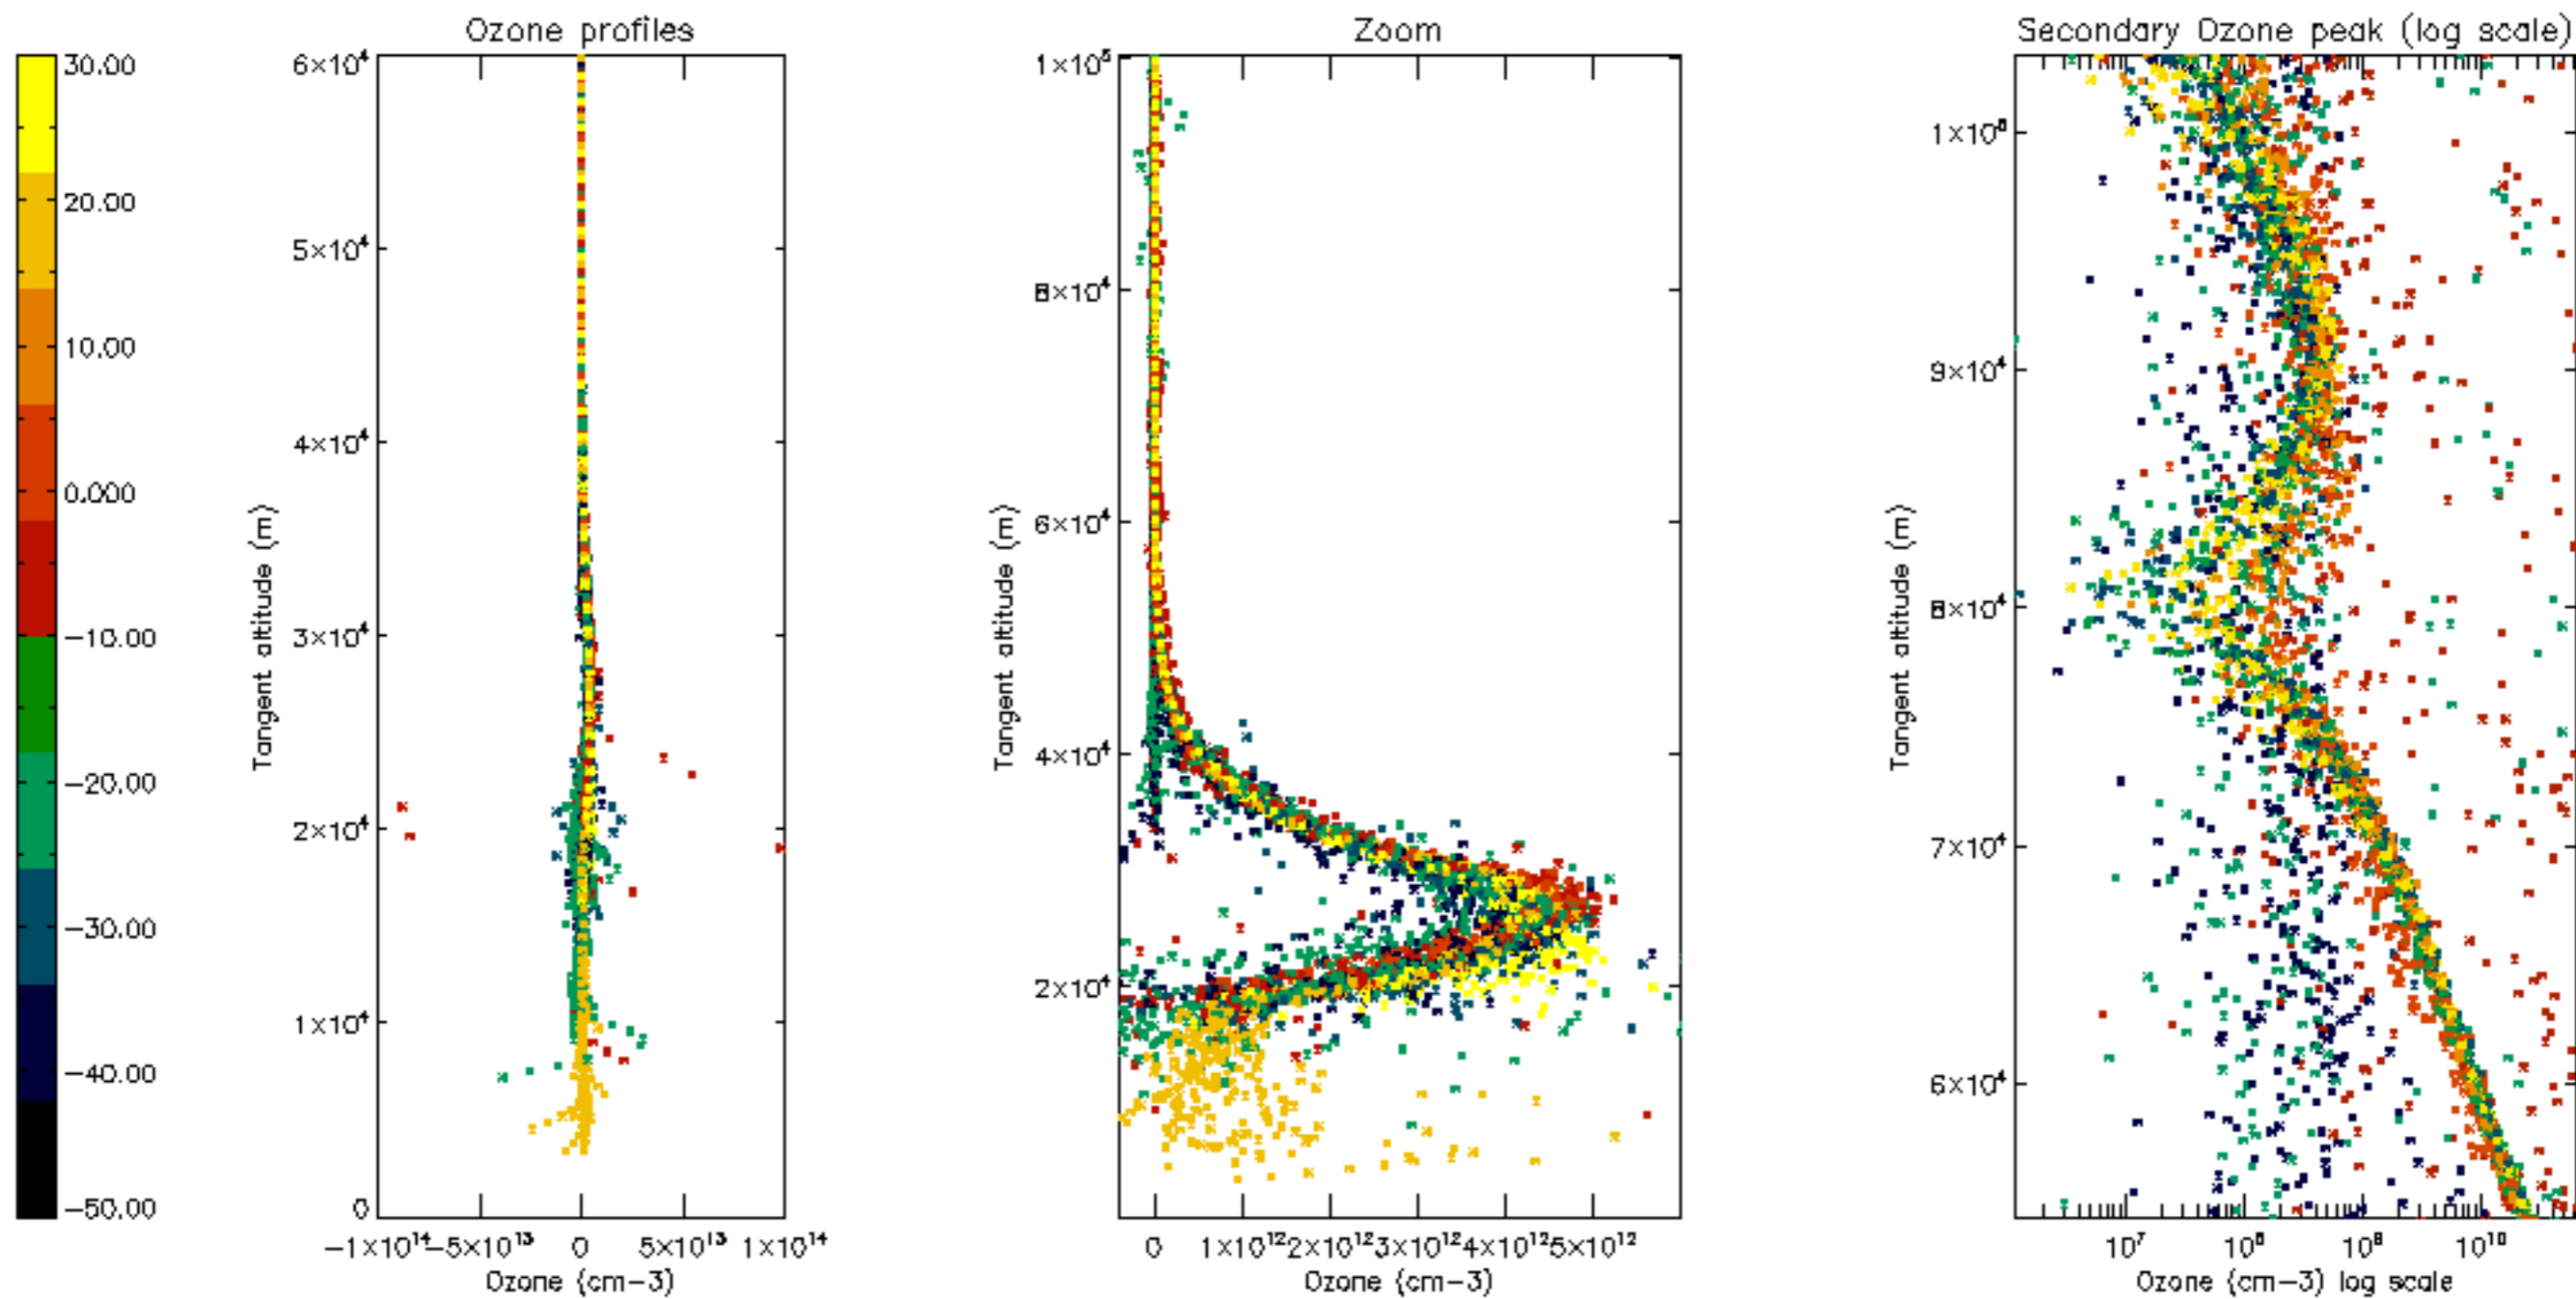 Ozone profiles
Zoom
Secondary Ozone peak (log scale)
30.00
20.00
10.00
0.000
−10.00
−20.00
−30.00
−40.00
−50.00
6×10⁴
5×10⁴
4×10⁴
3×10⁴
2×10⁴
1×10⁴
0
Tangent altitude (m)
−1×10¹⁴ −5×10¹³ 0 5×10¹³ 1×10¹⁴
Ozone (cm−3)
1×10⁵
8×10⁴
6×10⁴
4×10⁴
2×10⁴
Tangent altitude (m)
0 1×10¹² 2×10¹² 3×10¹² 4×10¹² 5×10¹²
Ozone (cm−3)
1×10⁵
9×10⁴
8×10⁴
7×10⁴
6×10⁴
Tangent altitude (m)
10⁷ 10⁸ 10⁹ 10¹⁰
Ozone (cm−3) log scale